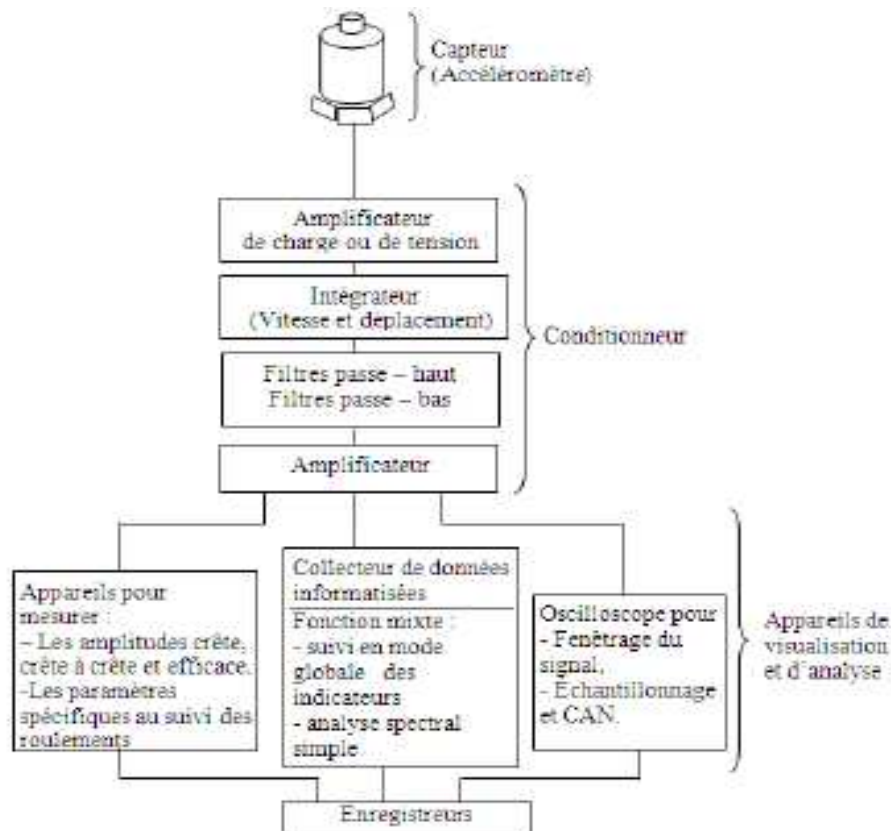 Capteur
(Accéléromètre)
Amplificateur
de charge ou de tension
Intégrateur
(Vitesse et déplacement)
Conditionneur
Filtres passe – haut
Filtres passe – bas
Amplificateur
Appareils pour
mesurer :
– Les amplitudes crête,
crête à crête et efficace.
-Les paramètres
spécifiques au suivi des
roulements
Collecteur de données
informatisées
Fonction mixte :
- suivi en mode
globale des
indicateurs
- analyse spectral
simple
Oscilloscope pour
- Fenêtrage du
signal,
- Echantillonnage
et CAN.
Appareils de
visualisation
et d'analyse
Enregistreurs